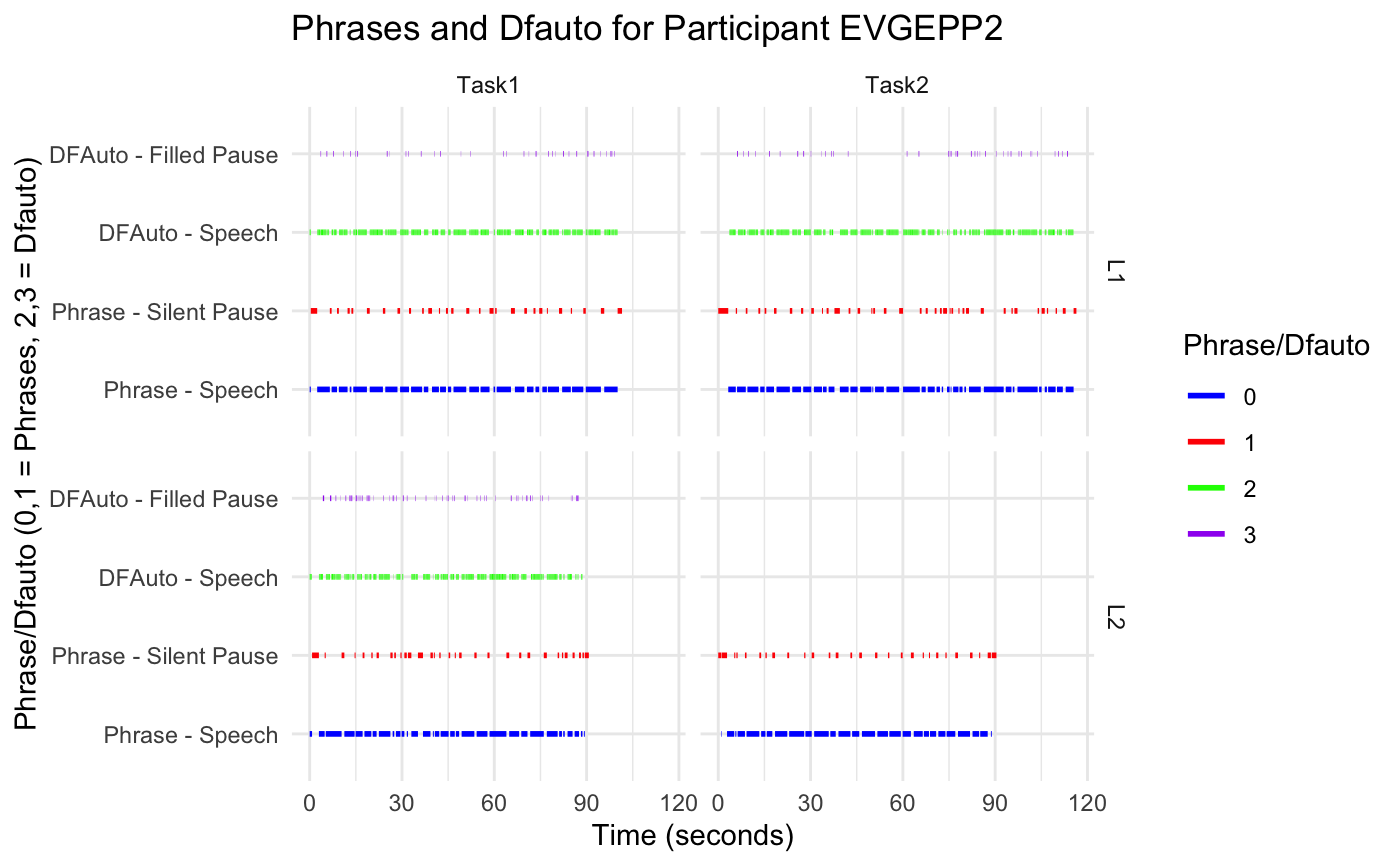 Phrases and Dfauto for Participant EVGEPP2
Task1
Task2
Phrase/Dfauto (0,1 = Phrases, 2,3 = Dfauto)
DFAuto - Filled Pause
DFAuto - Speech
Phrase - Silent Pause
Phrase - Speech
L1
DFAuto - Filled Pause
DFAuto - Speech
Phrase - Silent Pause
Phrase - Speech
L2
0 30 60 90 120 0 30 60 90 120
Time (seconds)
Phrase/Dfauto
0
1
2
3